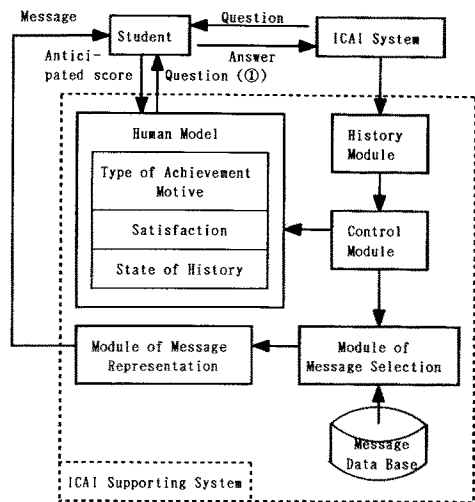 Message
Question
Student
ICAI System
Answer
Antici-
pated score
Question (①)
Human Model
History
Module
Type of Achievement
Motive
Satisfaction
Control
Module
State of History
Module of Message
Representation
Module of
Message Selection
Message
Data Base
ICAI Supporting System